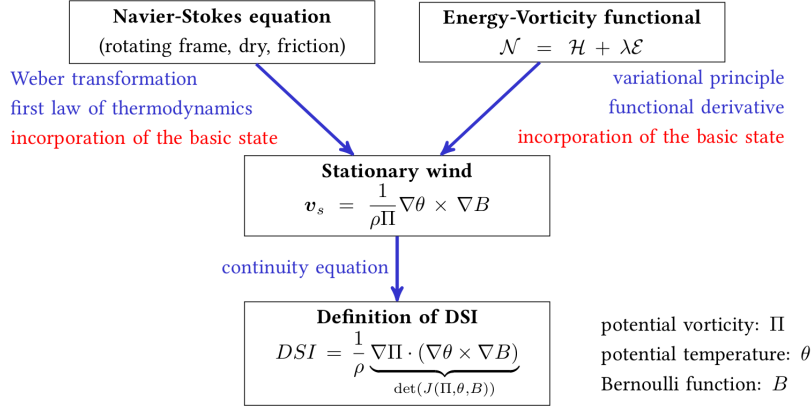 Navier-Stokes equation
(rotating frame, dry, friction)
Energy-Vorticity functional
𝒩 = ℋ + λℰ
Weber transformation
first law of thermodynamics
incorporation of the basic state
variational principle
functional derivative
incorporation of the basic state
Stationary wind
v_s = 1/(ρΠ) ∇θ × ∇B
continuity equation
Definition of DSI
DSI = 1/ρ ∇Π · (∇θ × ∇B)
det(J(Π,θ,B))
potential vorticity: Π
potential temperature: θ
Bernoulli function: B